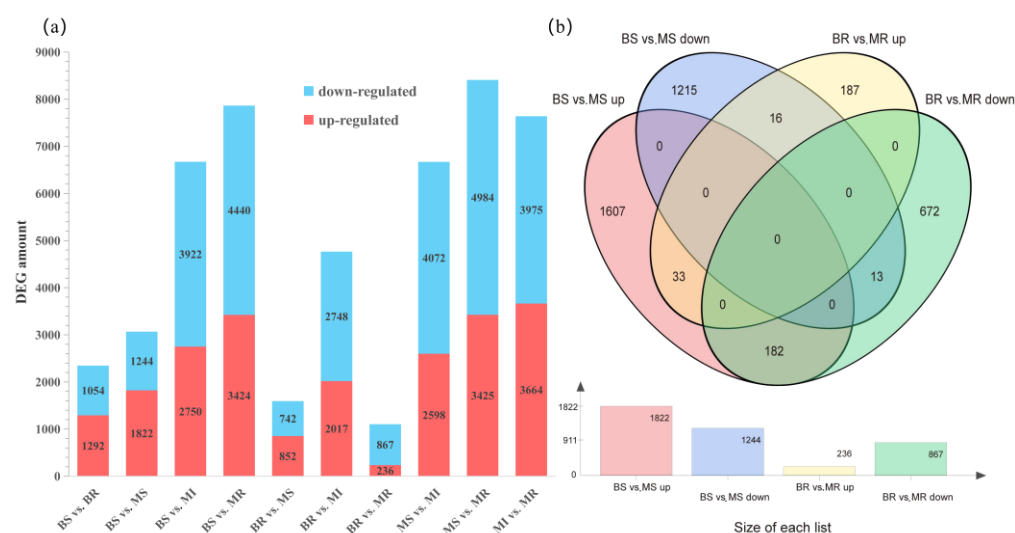 (a)
9000
8000
7000
6000
5000
4000
3000
2000
1000
0
DEG amount
down-regulated
up-regulated
1054
1292
1244
1822
3922
2750
4440
3424
742
852
2748
2017
867
236
4072
2598
4984
3425
3975
3664
BS vs. BR
BS vs. MS
BS vs. MI
BS vs. MR
BR vs. MS
BR vs. MI
BR vs. MR
MS vs. MI
MS vs. MR
MI vs. MR
(b)
BS vs.MS down
BR vs.MR up
BS vs.MS up
BR vs.MR down
1215
187
16
0
0
0
0
1607
672
0
33
13
0
0
182
1822
911
0
1822
1244
236
867
BS vs.MS up
BS vs.MS down
BR vs.MR up
BR vs.MR down
Size of each list